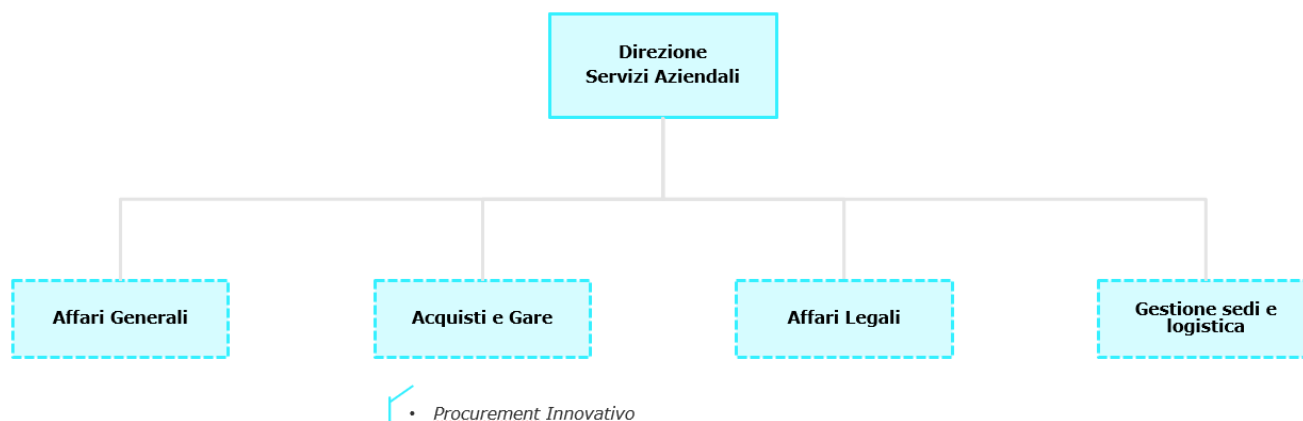 Direzione
Servizi Aziendali
Affari Generali
Acquisti e Gare
Affari Legali
Gestione sedi e
logistica
• Procurement Innovativo